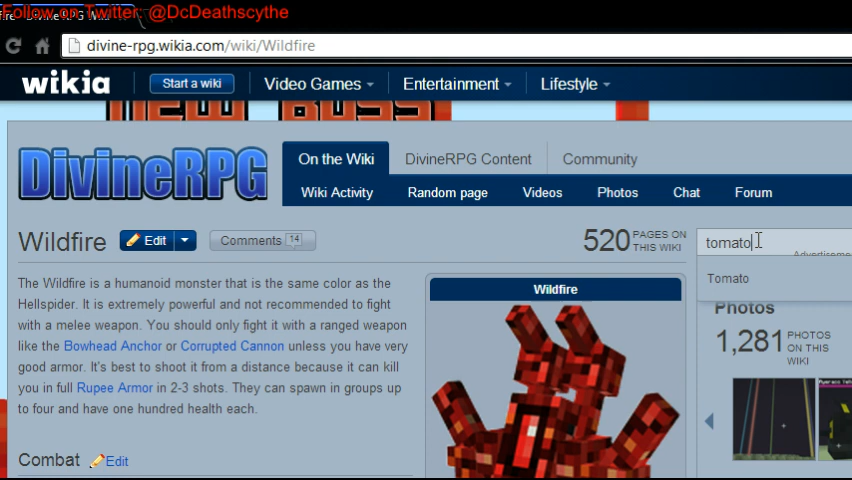 Follow on Twitter: @DcDeathscythe
divine-rpg.wikia.com/wiki/Wildfire
wikia Start a wiki Video Games Entertainment Lifestyle
NEW BOSS
DivineRPG
On the Wiki DivineRPG Content Community
Wiki Activity Random page Videos Photos Chat Forum
Wildfire Edit Comments 14
520 PAGES ON THIS WIKI
tomato
Advertiseme
Tomato
The Wildfire is a humanoid monster that is the same color as the
Hellspider. It is extremely powerful and not recommended to fight
with a melee weapon. You should only fight it with a ranged weapon
like the Bowhead Anchor or Corrupted Cannon unless you have very
good armor. It's best to shoot it from a distance because it can kill
you in full Rupee Armor in 2-3 shots. They can spawn in groups up
to four and have one hundred health each.
Combat Edit
Wildfire
Photos
1,281 PHOTOS ON THIS WIKI